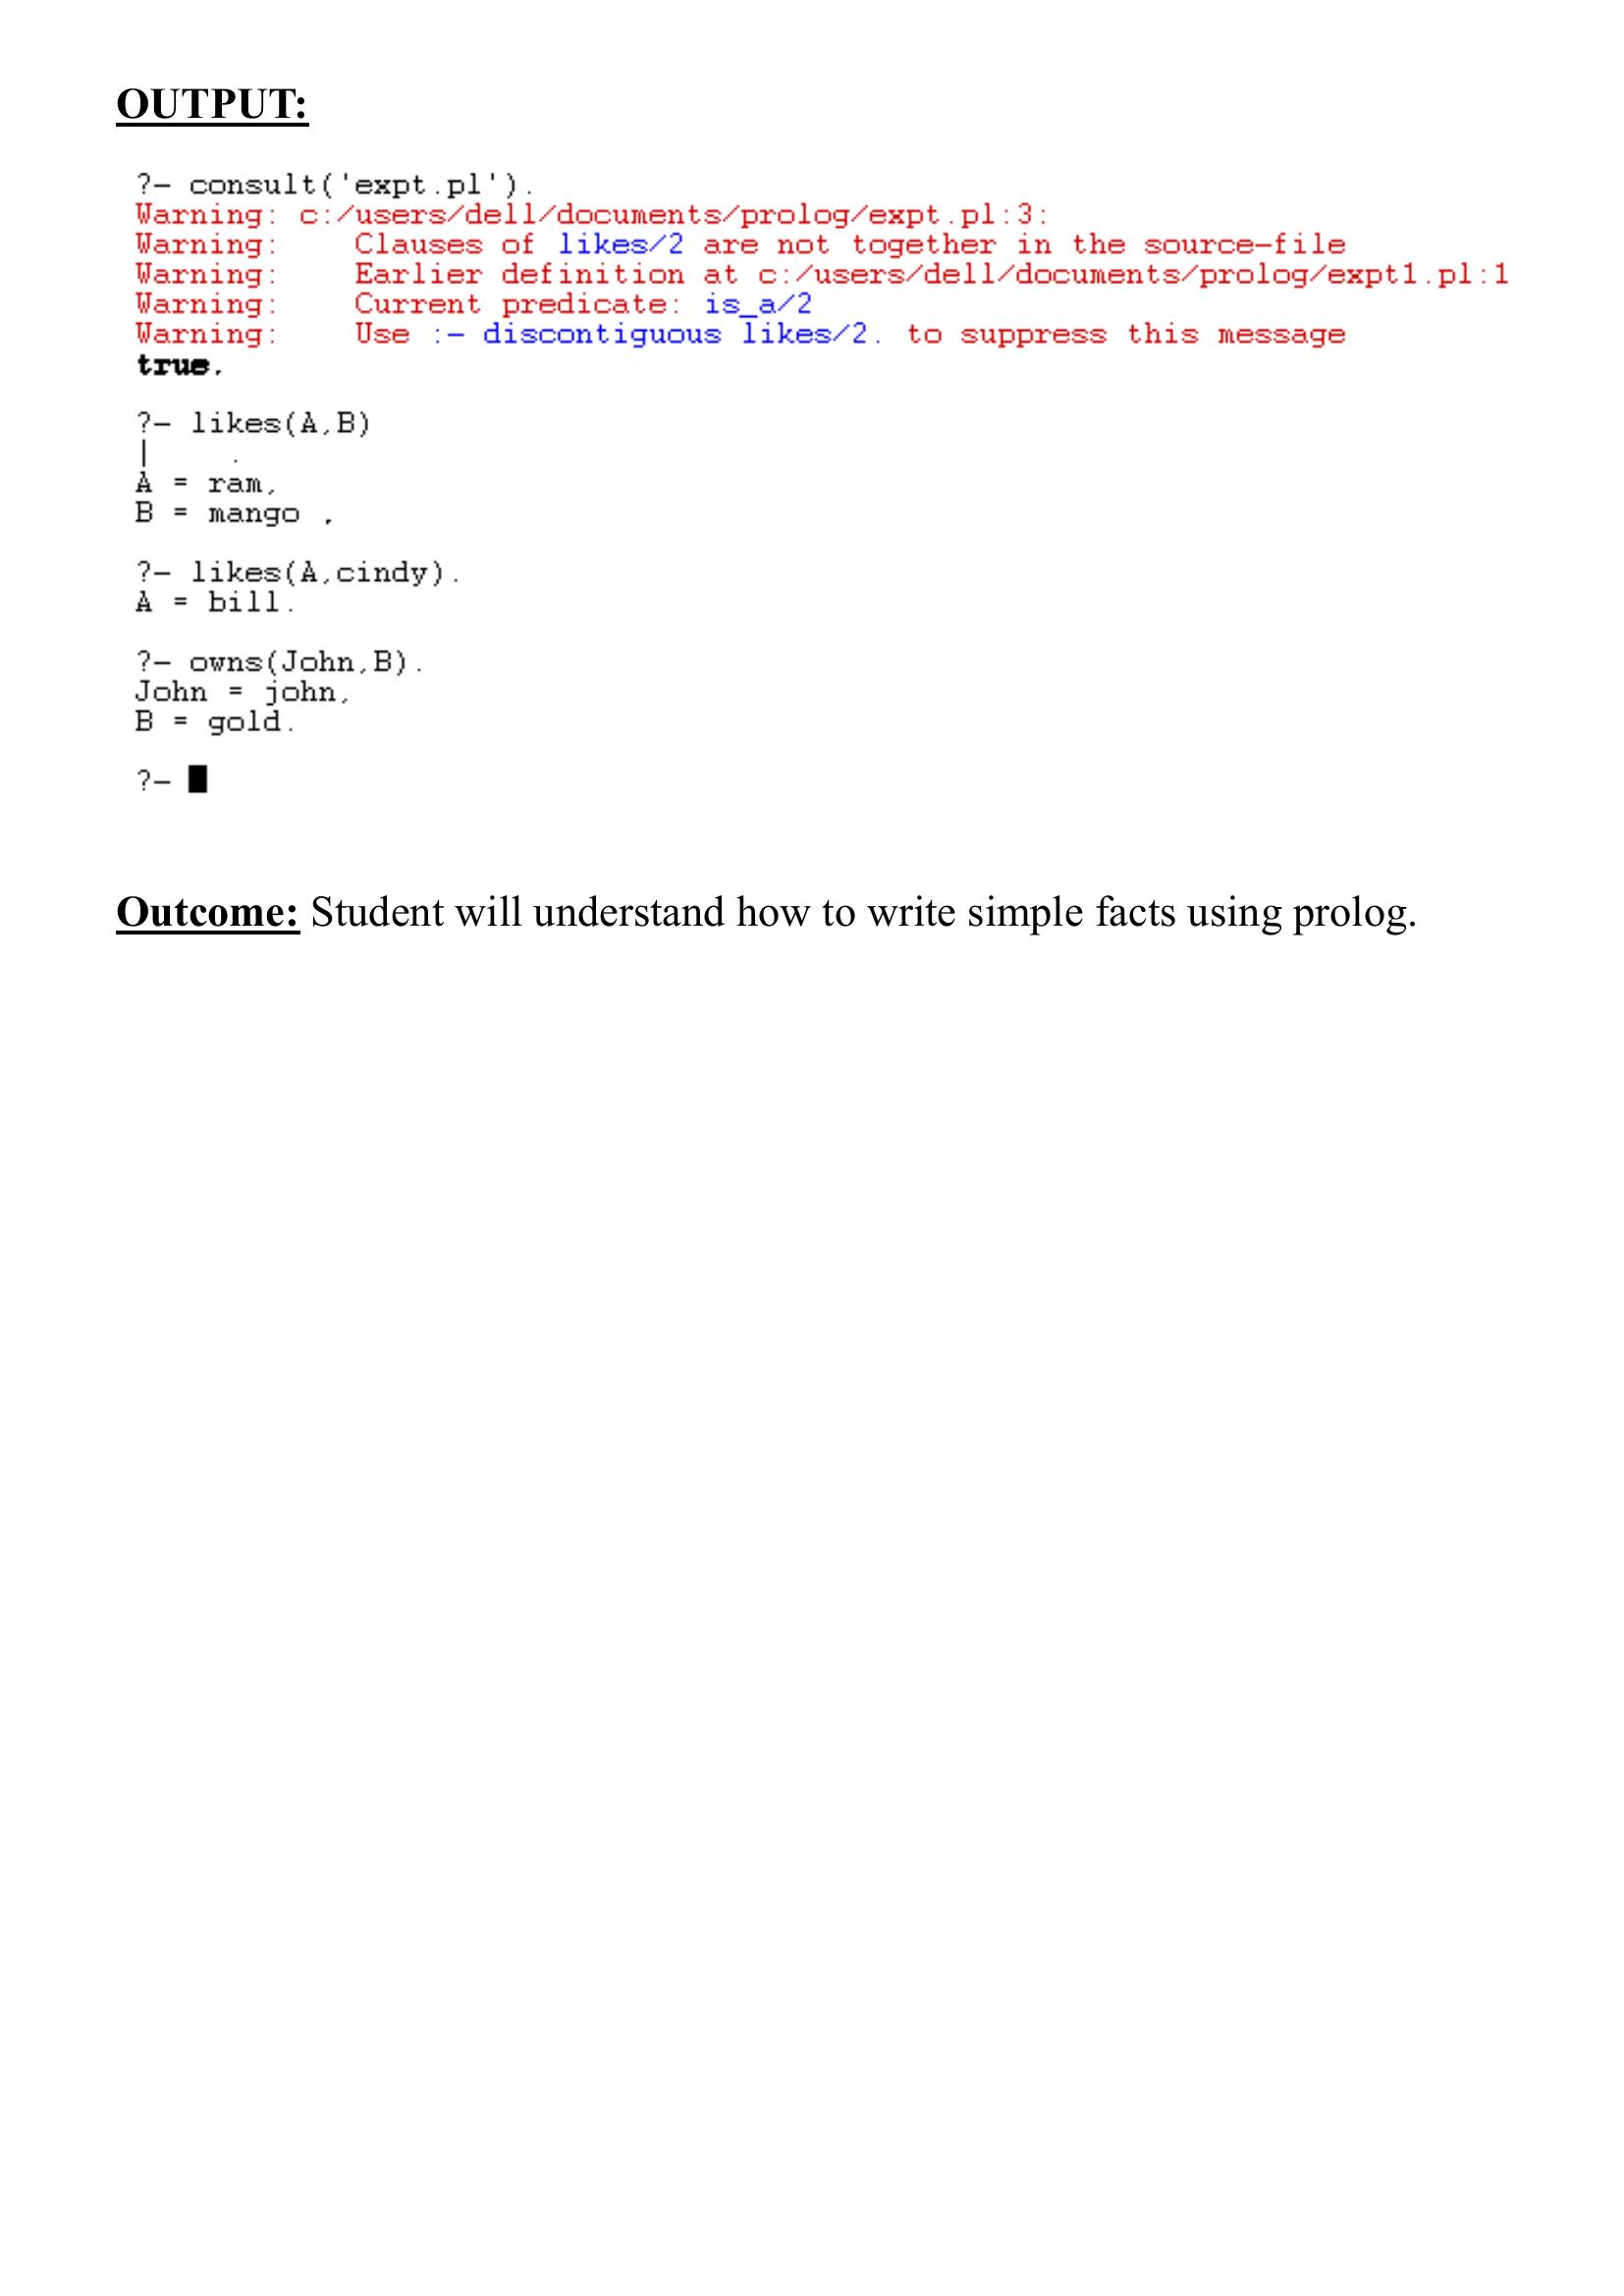 OUTPUT:
?- consult('expt.pl').
Warning: c:/users/dell/documents/prolog/expt.pl:3:
Warning:    Clauses of likes/2 are not together in the source-file
Warning:    Earlier definition at c:/users/dell/documents/prolog/expt1.pl:1
Warning:    Current predicate: is_a/2
Warning:    Use :- discontiguous likes/2. to suppress this message
true.
?- likes(A,B)
|    .
A = ram,
B = mango .
?- likes(A,cindy).
A = bill.
?- owns(John,B).
John = john,
B = gold.
?-
Outcome: Student will understand how to write simple facts using prolog.